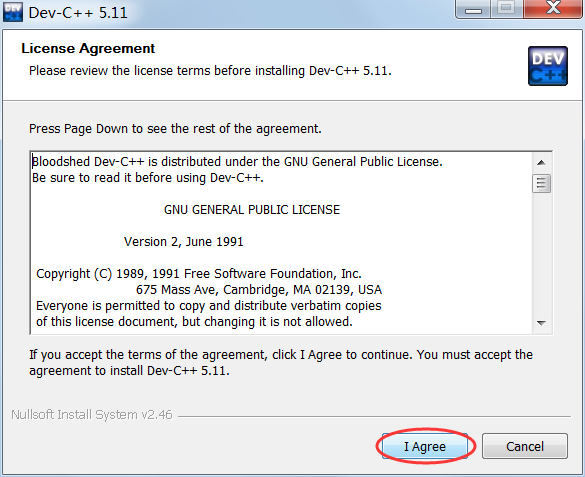 Dev-C++ 5.11
License Agreement
Please review the license terms before installing Dev-C++ 5.11.
DEV
C++
Press Page Down to see the rest of the agreement.
Bloodshed Dev-C++ is distributed under the GNU General Public License.
Be sure to read it before using Dev-C++.
GNU GENERAL PUBLIC LICENSE
Version 2, June 1991
Copyright (C) 1989, 1991 Free Software Foundation, Inc.
675 Mass Ave, Cambridge, MA 02139, USA
Everyone is permitted to copy and distribute verbatim copies
of this license document, but changing it is not allowed.
If you accept the terms of the agreement, click I Agree to continue. You must accept the
agreement to install Dev-C++ 5.11.
Nullsoft Install System v2.46
I Agree
Cancel